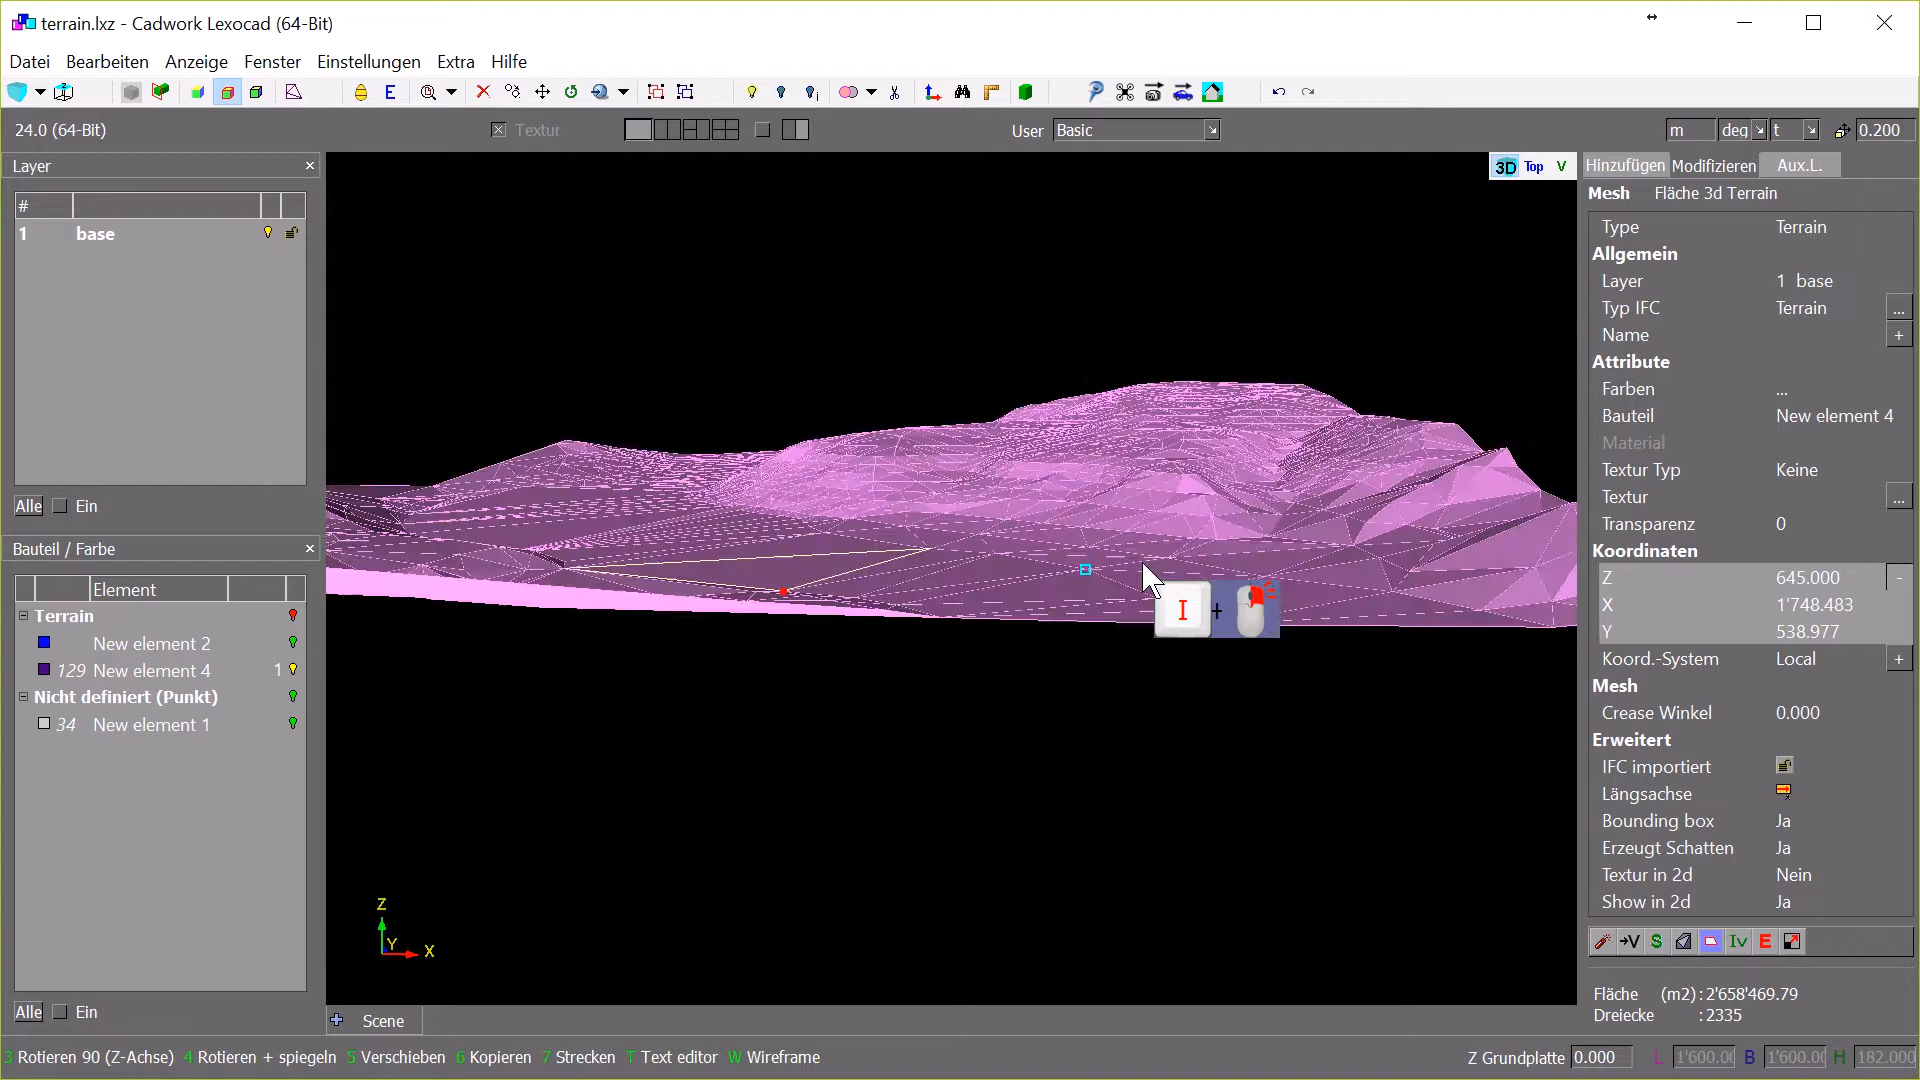 terrain.lxz - Cadwork Lexocad (64-Bit)
Datei Bearbeiten Anzeige Fenster Einstellungen Extra Hilfe
E
24.0 (64-Bit)
Textur
User Basic
m deg t 0.200
Layer
#
1 base
Alle Ein
Bauteil / Farbe
Element
Terrain
New element 2
129 New element 4 1
Nicht definiert (Punkt)
34 New element 1
Alle Ein
3D Top V
I +
Z
Y X
Scene
Hinzufügen Modifizieren Aux.L.
Mesh Fläche 3d Terrain
Type Terrain
Allgemein
Layer 1 base
Typ IFC Terrain ...
Name +
Attribute
Farben ...
Bauteil New element 4
Material
Textur Typ Keine
Textur ...
Transparenz 0
Koordinaten
Z 645.000 -
X 1'748.483
Y 538.977
Koord.-System Local +
Mesh
Crease Winkel 0.000
Erweitert
IFC importiert
Längsachse
Bounding box Ja
Erzeugt Schatten Ja
Textur in 2d Nein
Show in 2d Ja
V S Iv E
Fläche (m2) : 2'658'469.79
Dreiecke : 2335
3 Rotieren 90 (Z-Achse) 4 Rotieren + spiegeln 5 Verschieben 6 Kopieren 7 Strecken T Text editor W Wireframe
Z Grundplatte 0.000 L 1'600.00 B 1'600.00 H 182.000